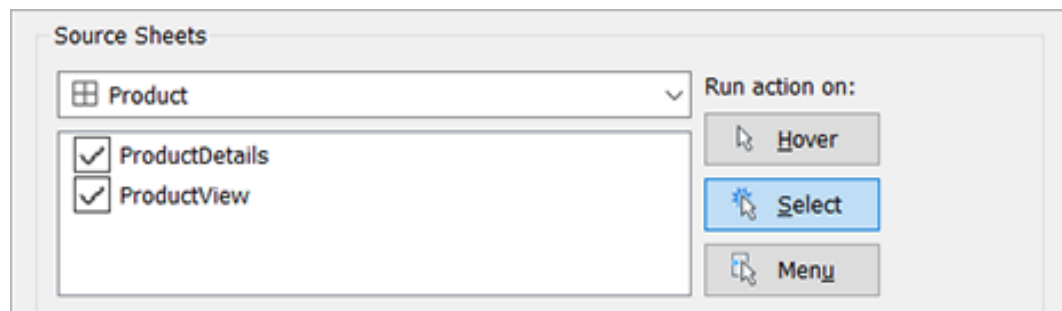 Source Sheets
Product
Run action on:
ProductDetails
ProductView
Hover
Select
Menu